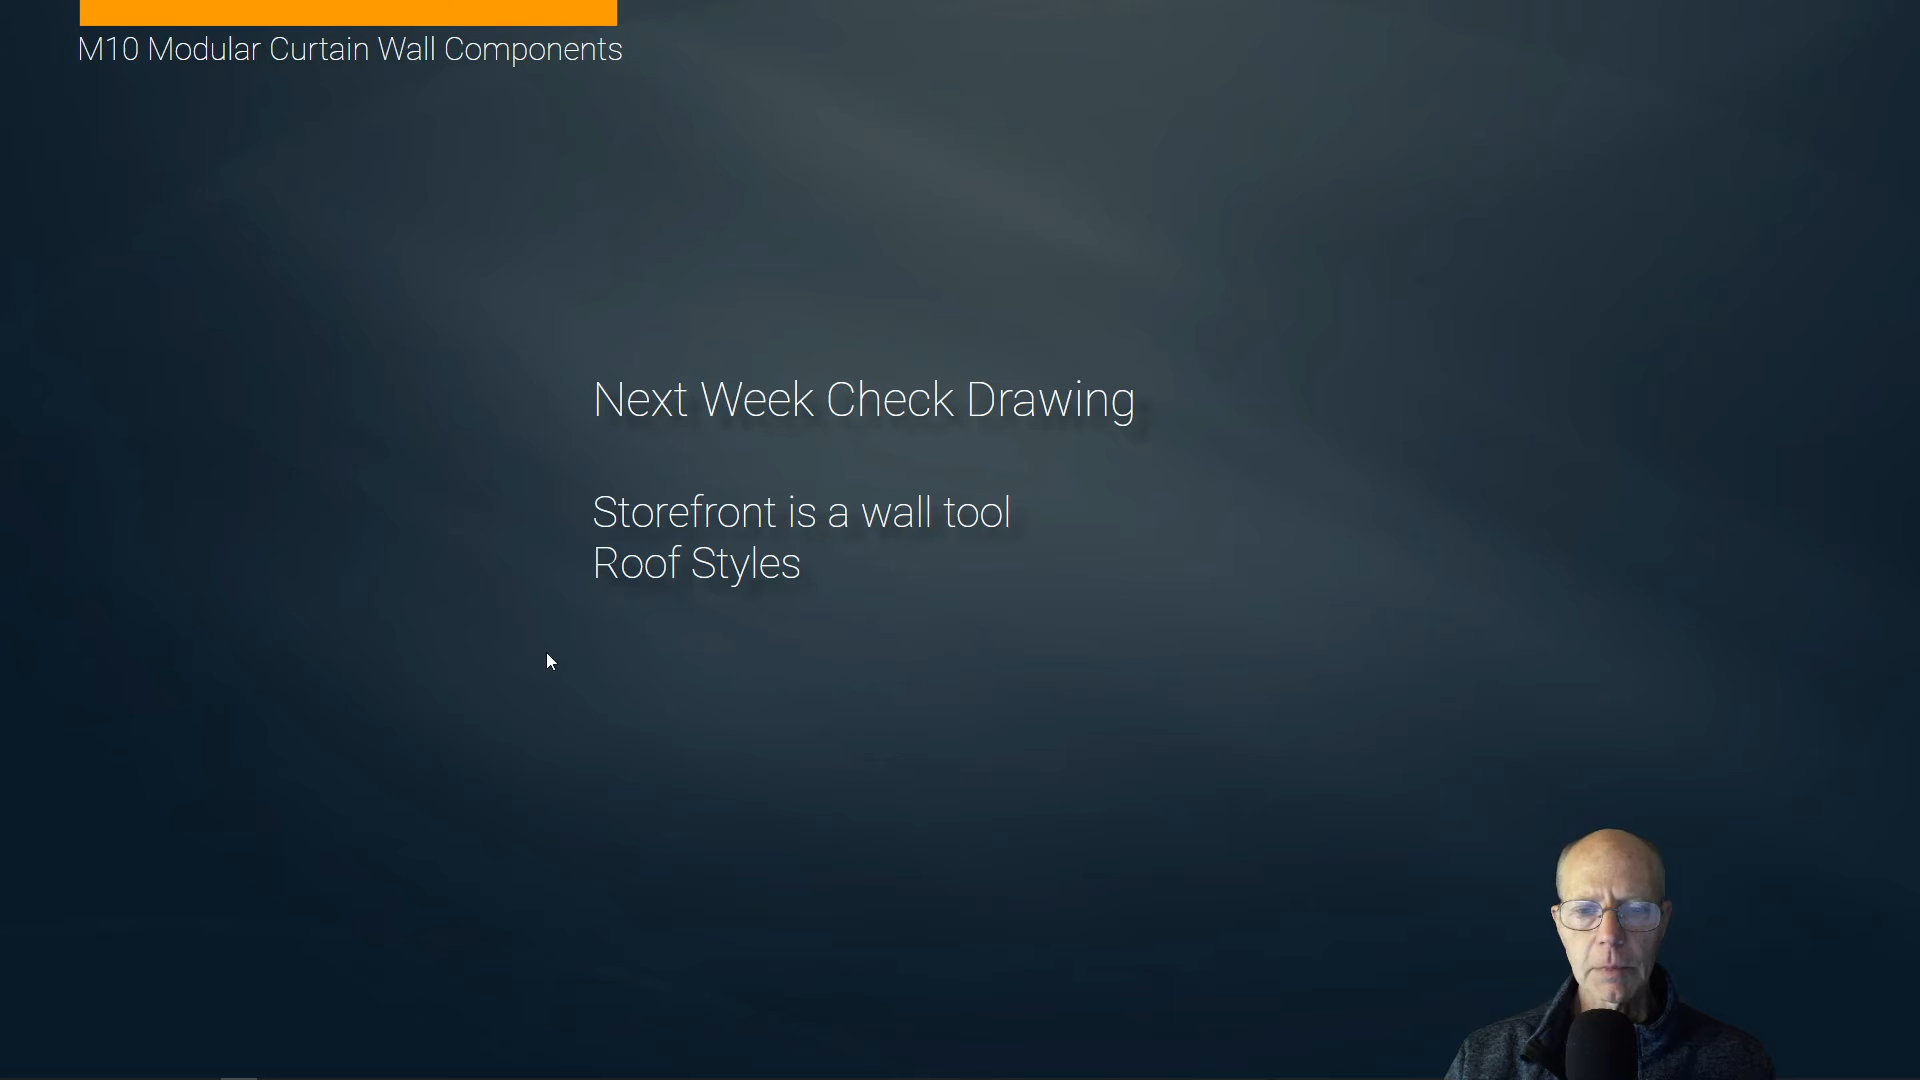 M10 Modular Curtain Wall Components
Next Week Check Drawing
Storefront is a wall tool
Roof Styles